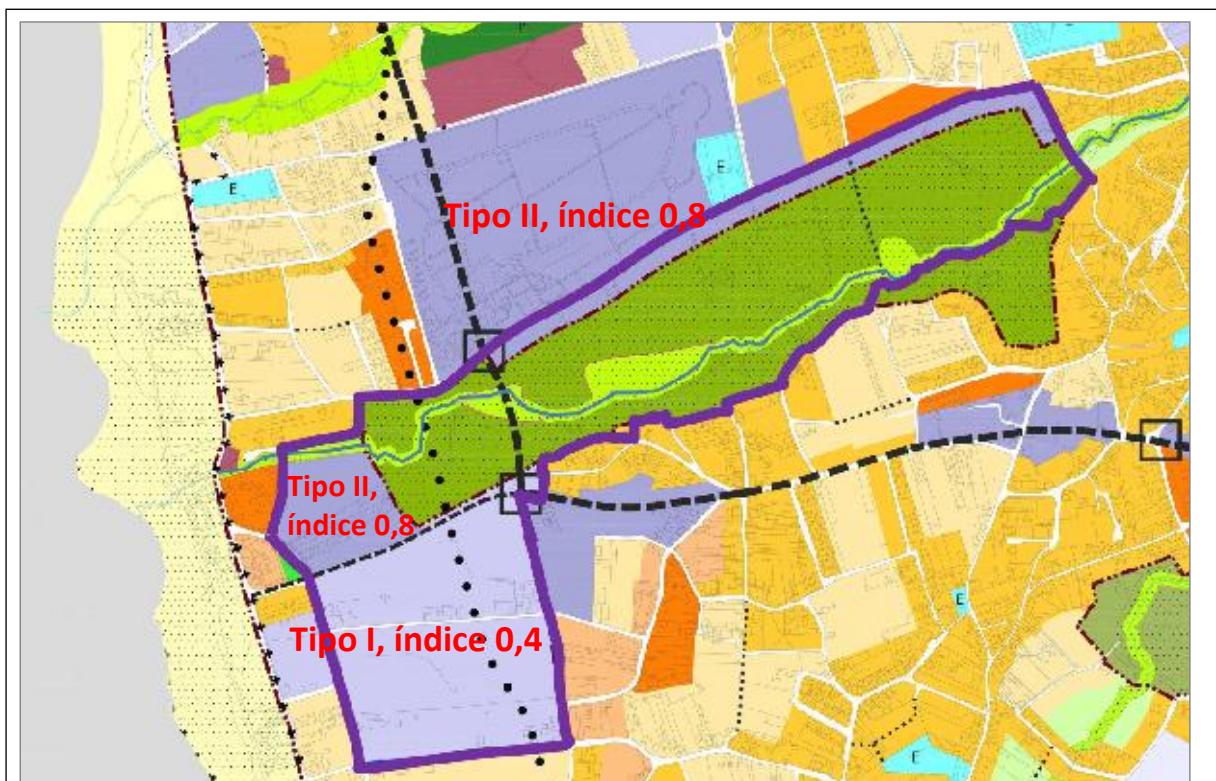 E
E
Tipo II, índice 0,8
Tipo II,
índice 0,8
Tipo I, índice 0,4
E
E